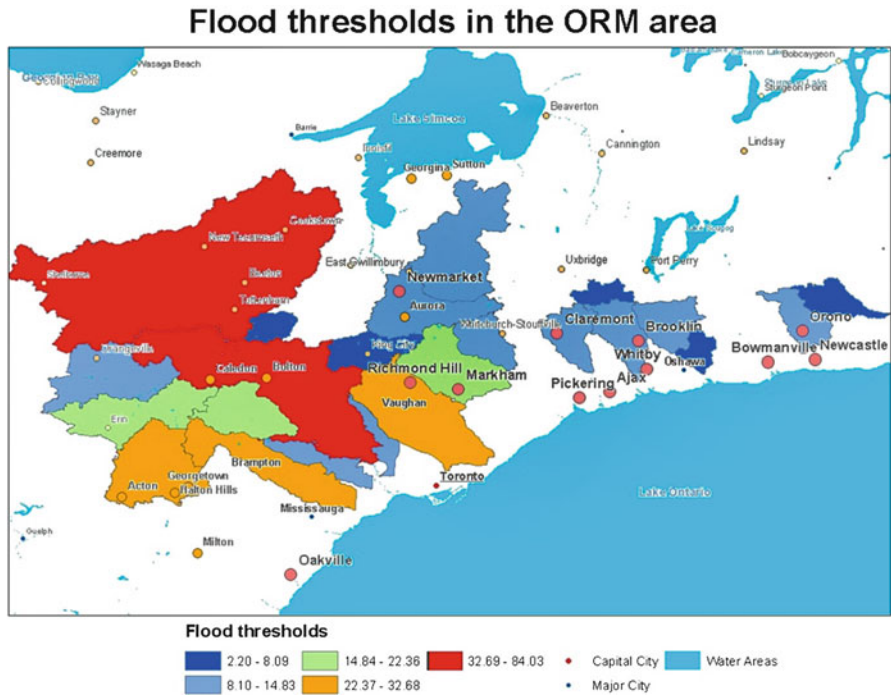 Flood thresholds in the ORM area
Wasaga Beach
Bobcaygeon
Sturgeon Point
Stayner
Beaverton
Lake Simcoe
Barrie
Lindsay
Creemore
Cannington
Georgina
Sutton
Cookstown
New Tecumseth
East Gwillimbury
Uxbridge
Port Perry
Shelburne
Beeton
Newmarket
Tottenham
Aurora
Orono
Claremont
Brooklin
Whitchurch-Stouffville
King City
Orangeville
Whitby
Oshawa
Bowmanville
Newcastle
Caledon
Bolton
Richmond Hill
Markham
Pickering
Ajax
Vaughan
Erin
Brampton
Georgetown
Toronto
Acton
Halton Hills
Lake Ontario
Mississauga
Guelph
Milton
Oakville
Flood thresholds
2.20 - 8.09
14.84 - 22.36
32.69 - 84.03
Capital City
Water Areas
8.10 - 14.83
22.37 - 32.68
Major City